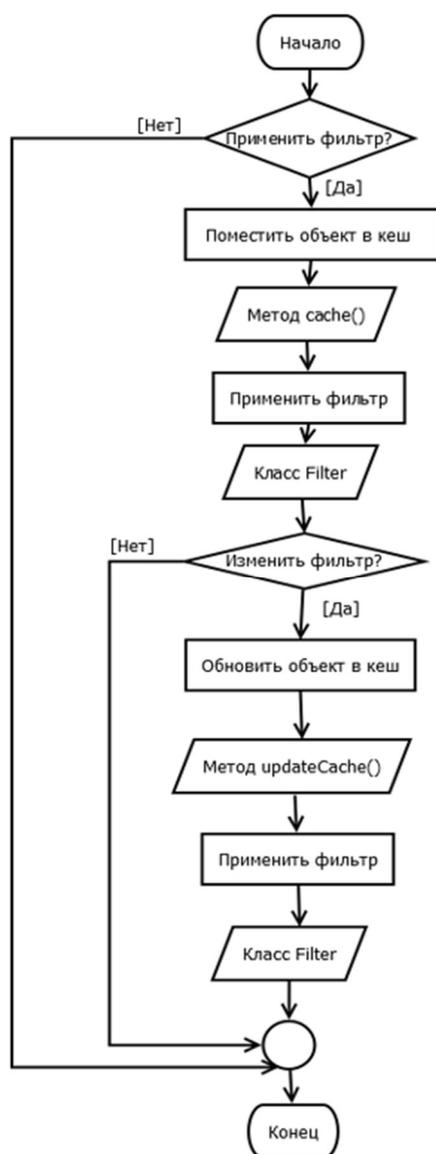 Начало
[Нет]
Применить фильтр?
[Да]
Поместить объект в кеш
Метод cache()
Применить фильтр
Класс Filter
[Нет]
Изменить фильтр?
[Да]
Обновить объект в кеш
Метод updateCache()
Применить фильтр
Класс Filter
Конец